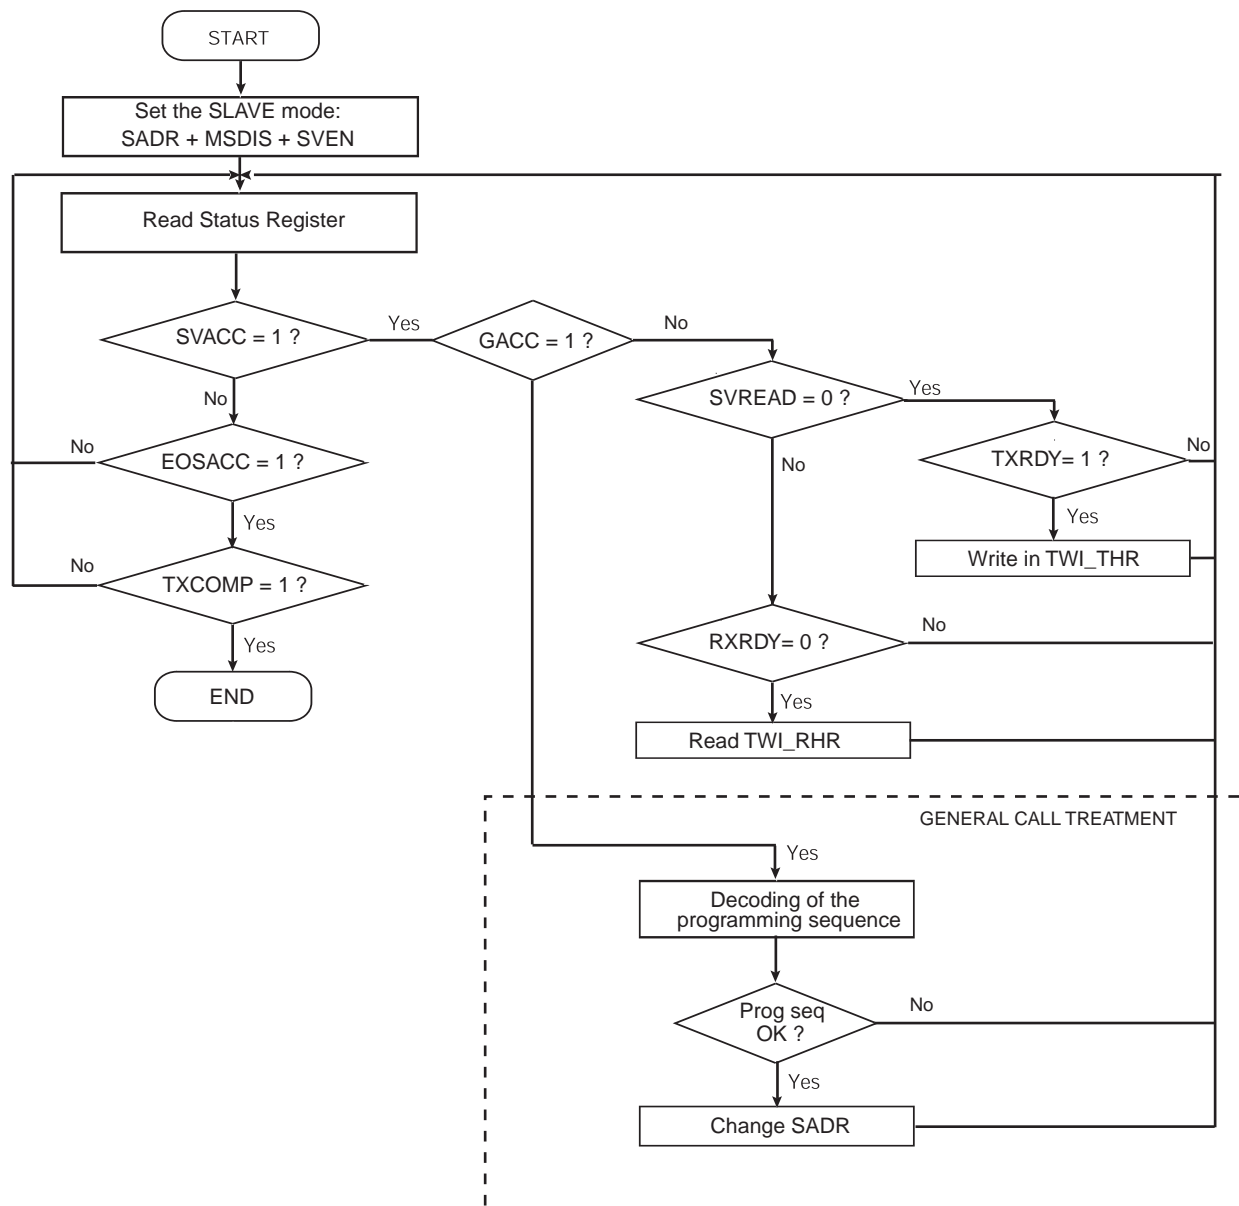 START
Set the SLAVE mode:
SADR + MSDIS + SVEN
Read Status Register
SVACC = 1 ?
Yes
GACC = 1 ?
No
SVREAD = 0 ?
Yes
No
EOSACC = 1 ?
No
TXRDY= 1 ?
No
No
Yes
Yes
Write in TWI_THR
TXCOMP = 1 ?
No
Yes
END
RXRDY= 0 ?
No
Yes
Read TWI_RHR
GENERAL CALL TREATMENT
Yes
Decoding of the
programming sequence
Prog seq
OK ?
No
Yes
Change SADR